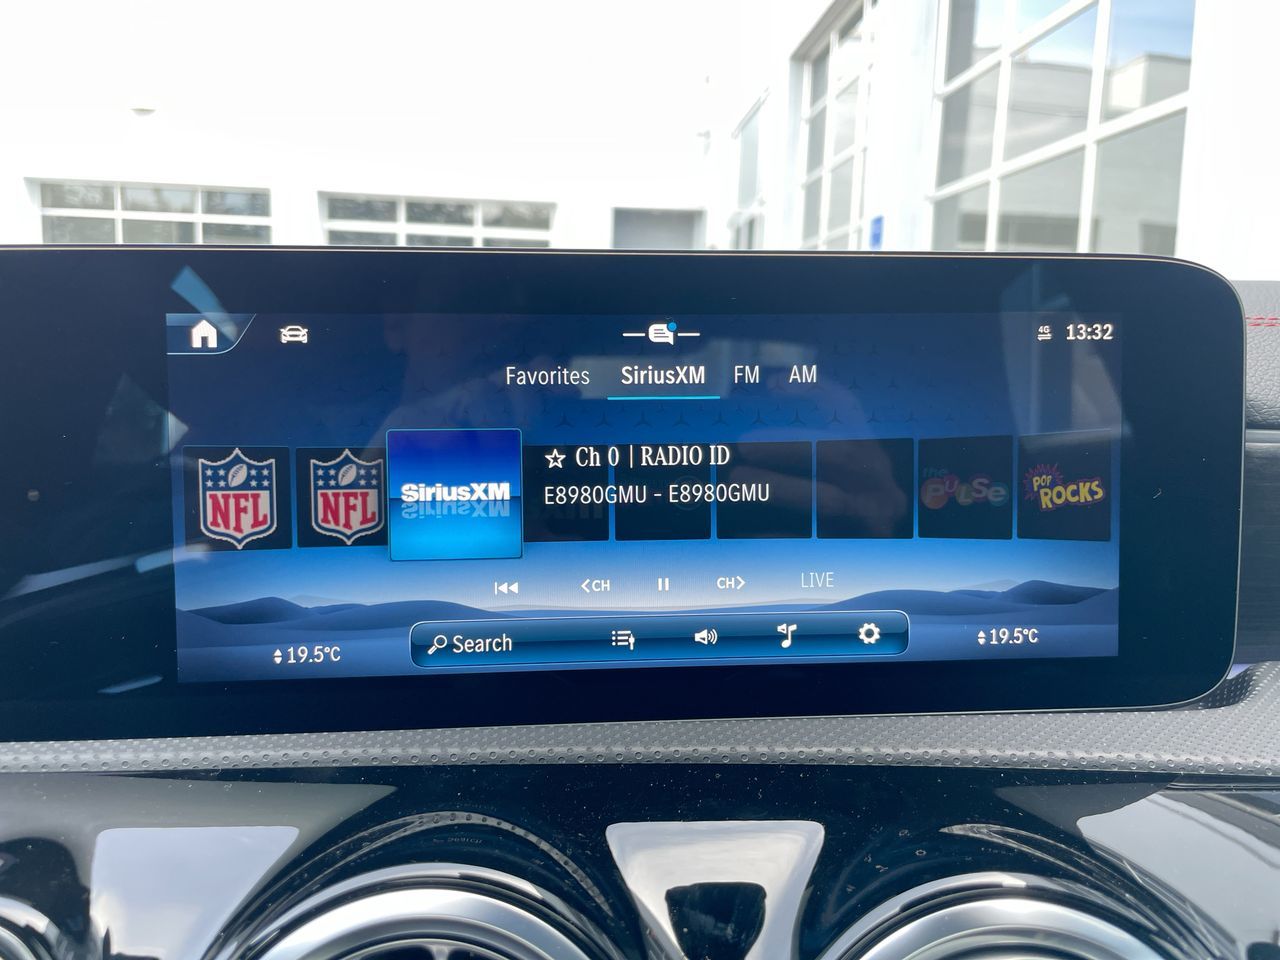 4G 13:32
Favorites SiriusXM FM AM
NFL
NFL
SiriusXM
Ch 0 | RADIO ID
E8980GMU - E8980GMU
the PULSE
POP ROCKS
<CH
CH>
LIVE
19.5°C
Search
19.5°C